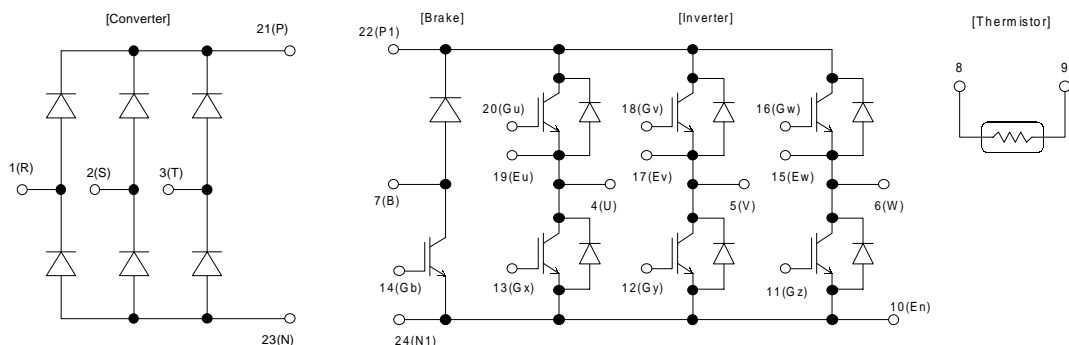 [Converter]
21(P)
1(R)
2(S)
3(T)
23(N)
[Brake]
[Inverter]
22(P1)
20(Gu)
18(Gv)
16(Gw)
19(Eu)
17(Ev)
15(Ew)
7(B)
4(U)
5(V)
6(W)
14(Gb)
13(Gx)
12(Gy)
11(Gz)
10(En)
24(N1)
[Thermistor]
8
9